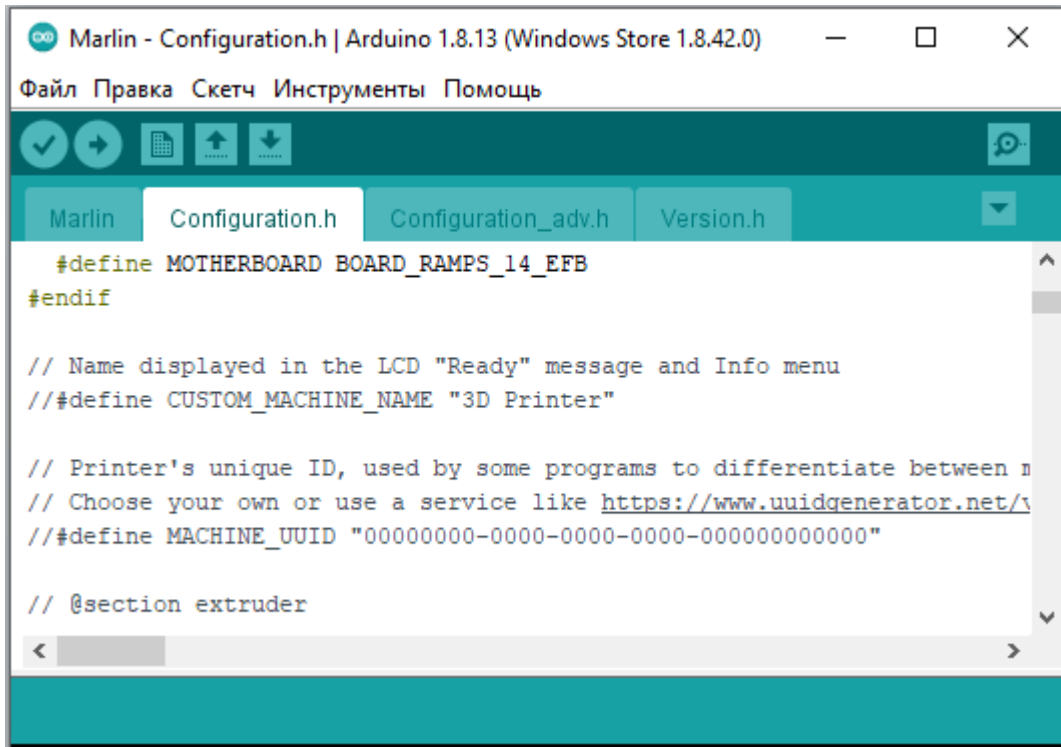 Marlin - Configuration.h | Arduino 1.8.13 (Windows Store 1.8.42.0)
Файл Правка Скетч Инструменты Помощь
Marlin Configuration.h Configuration_adv.h Version.h
#define MOTHERBOARD BOARD_RAMPS_14_EFB
#endif
// Name displayed in the LCD "Ready" message and Info menu
//#define CUSTOM_MACHINE_NAME "3D Printer"
// Printer's unique ID, used by some programs to differentiate between
// Choose your own or use a service like https://www.uuidgenerator.net/
//#define MACHINE_UUID "00000000-0000-0000-0000-000000000000"
// @section extruder